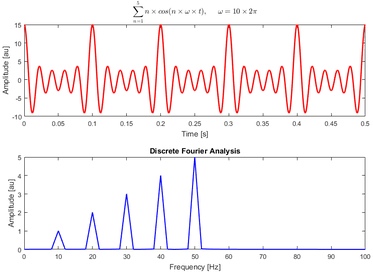 5
∑ n × cos(n × ω × t), ω = 10 × 2π
n=1
15
10
5
0
-5
-10
Amplitude [au]
0 0.05 0.1 0.15 0.2 0.25 0.3 0.35 0.4 0.45 0.5
Time [s]
Discrete Fourier Analysis
5
4
3
2
1
0
Amplitude [au]
0 10 20 30 40 50 60 70 80 90 100
Frequency [Hz]